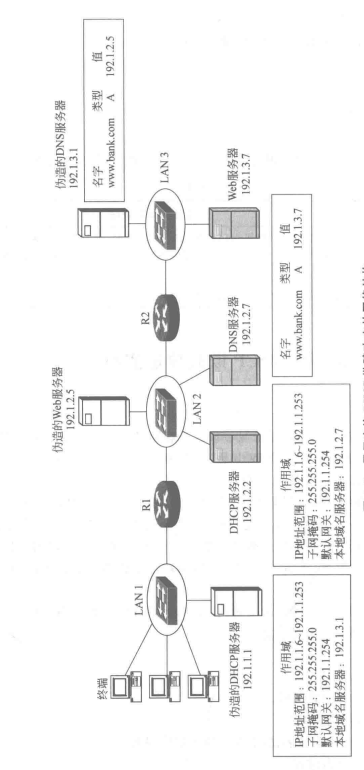 伪造的DNS服务器
192.1.3.1
名字 类型 值
www.bank.com A 192.1.2.5
伪造的Web服务器
192.1.2.5
终端
LAN 1
R1
LAN 2
R2
LAN 3
伪造的DHCP服务器
192.1.1.1
DHCP服务器
192.1.2.2
DNS服务器
192.1.2.7
Web服务器
192.1.3.7
作用域
IP地址范围：192.1.1.6~192.1.1.253
子网掩码：255.255.255.0
默认网关：192.1.1.254
本地域名服务器：192.1.3.1
作用域
IP地址范围：192.1.1.6~192.1.1.253
子网掩码：255.255.255.0
默认网关：192.1.1.254
本地域名服务器：192.1.2.7
名字 类型 值
www.bank.com A 192.1.3.7